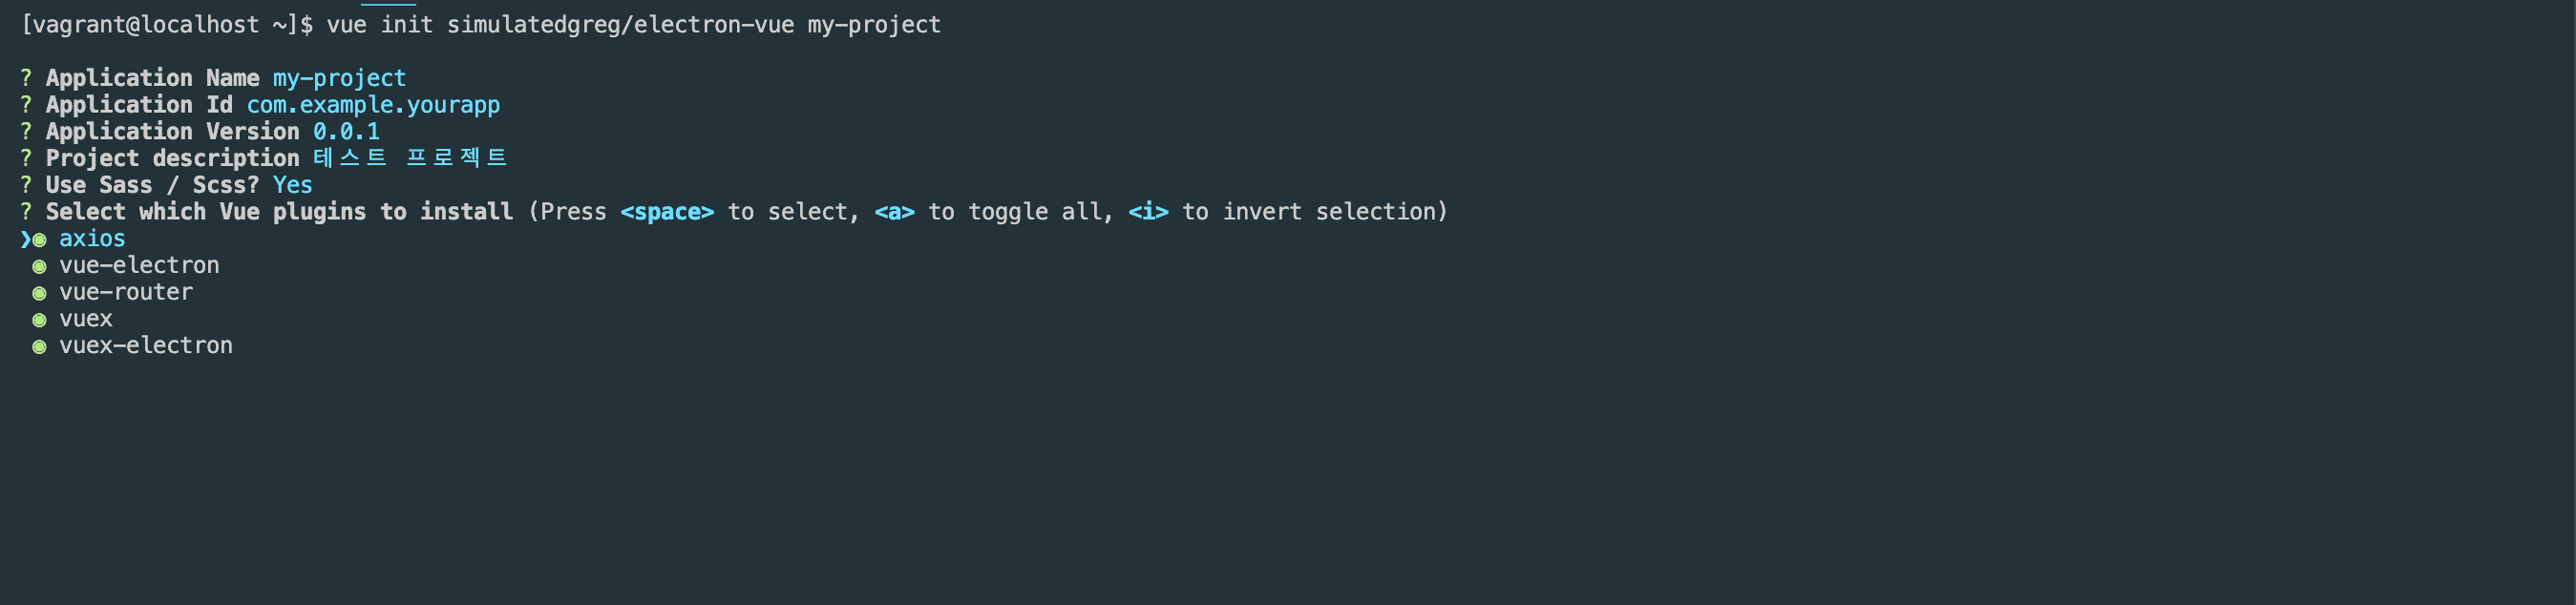 [vagrant@localhost ~]$ vue init simulatedgreg/electron-vue my-project
? Application Name my-project
? Application Id com.example.yourapp
? Application Version 0.0.1
? Project description 테스트 프로젝트
? Use Sass / Scss? Yes
? Select which Vue plugins to install (Press <space> to select, <a> to toggle all, <i> to invert selection)
❯◉ axios
◉ vue-electron
◉ vue-router
◉ vuex
◉ vuex-electron